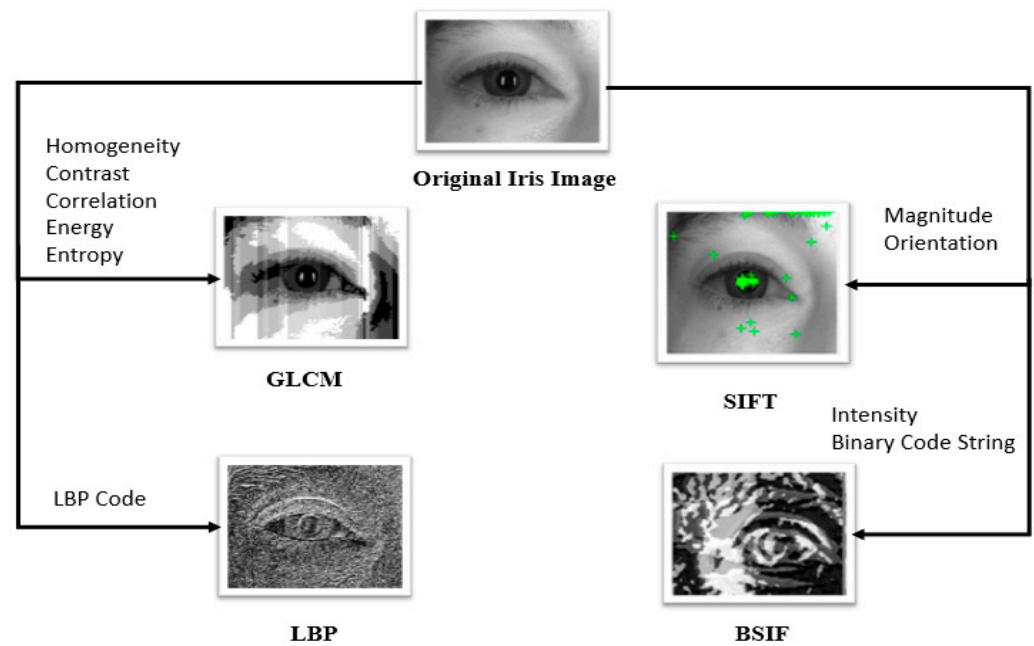 Original Iris Image
Homogeneity
Contrast
Correlation
Energy
Entropy
GLCM
Magnitude
Orientation
SIFT
LBP Code
LBP
Intensity
Binary Code String
BSIF